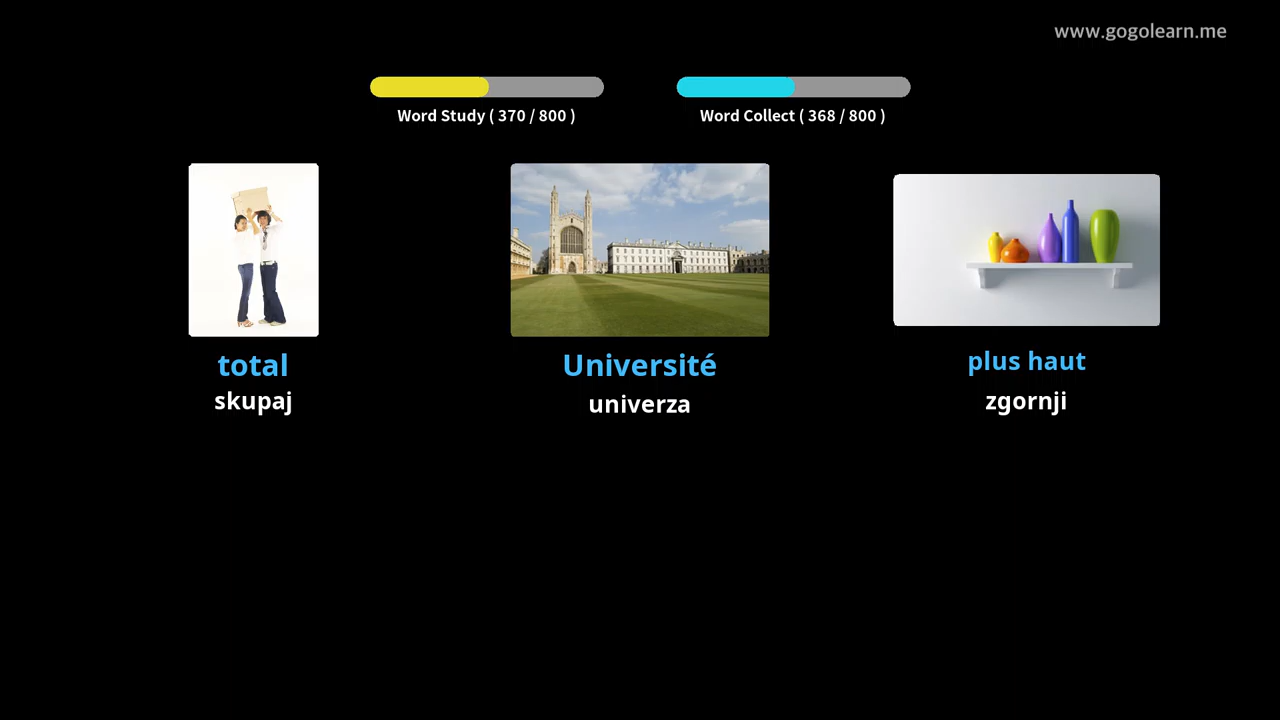 www.gogolearn.me
Word Study ( 370 / 800 )
Word Collect ( 368 / 800 )
total
skupaj
Université
univerza
plus haut
zgornji